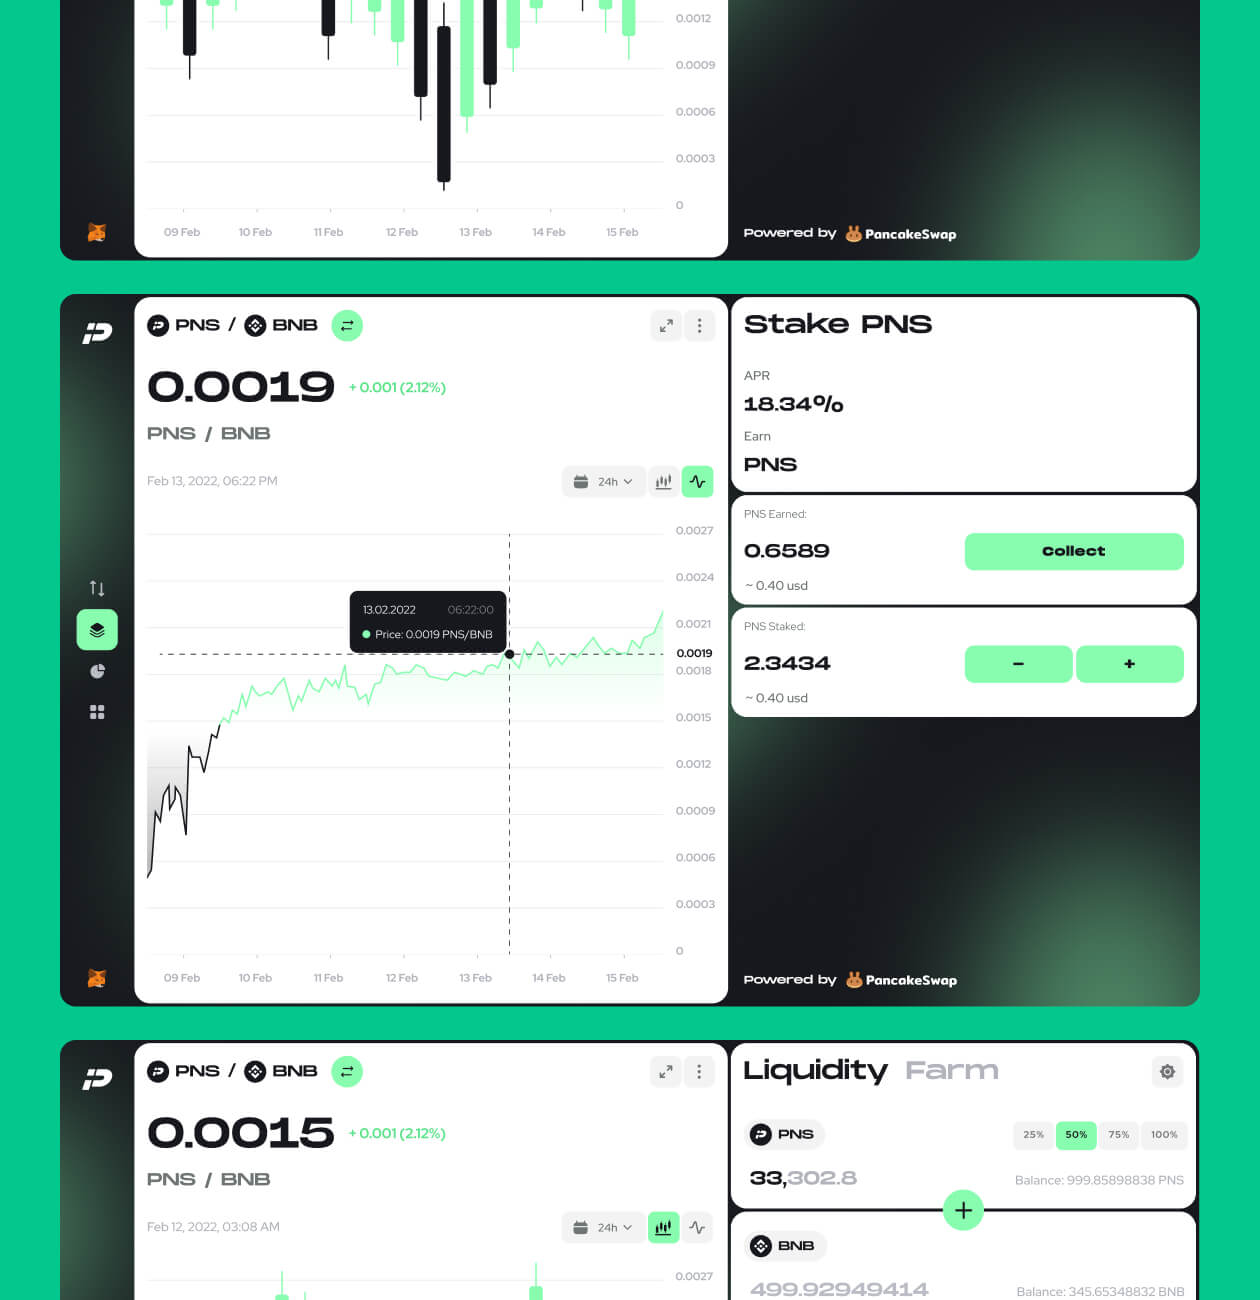 0.0012
0.0009
0.0006
0.0003
0
09 Feb 10 Feb 11 Feb 12 Feb 13 Feb 14 Feb 15 Feb
Powered by PancakeSwap
PNS / BNB
0.0019 + 0.001 (2.12%)
PNS / BNB
Feb 13, 2022, 06:22 PM
24h
0.0027
0.0024
13.02.2022 06:22:00
Price: 0.0019 PNS/BNB
0.0021
0.0019
0.0018
0.0015
0.0012
0.0009
0.0006
0.0003
0
09 Feb 10 Feb 11 Feb 12 Feb 13 Feb 14 Feb 15 Feb
Stake PNS
APR
18.34%
Earn
PNS
PNS Earned:
0.6589
Collect
~ 0.40 usd
PNS Staked:
2.3434
− +
~ 0.40 usd
Powered by PancakeSwap
PNS / BNB
0.0015 + 0.001 (2.12%)
PNS / BNB
Feb 12, 2022, 03:08 AM
24h
0.0027
Liquidity Farm
PNS
25% 50% 75% 100%
33,302.8
Balance: 999.85898838 PNS
+
BNB
499.92949414
Balance: 345.65348832 BNB